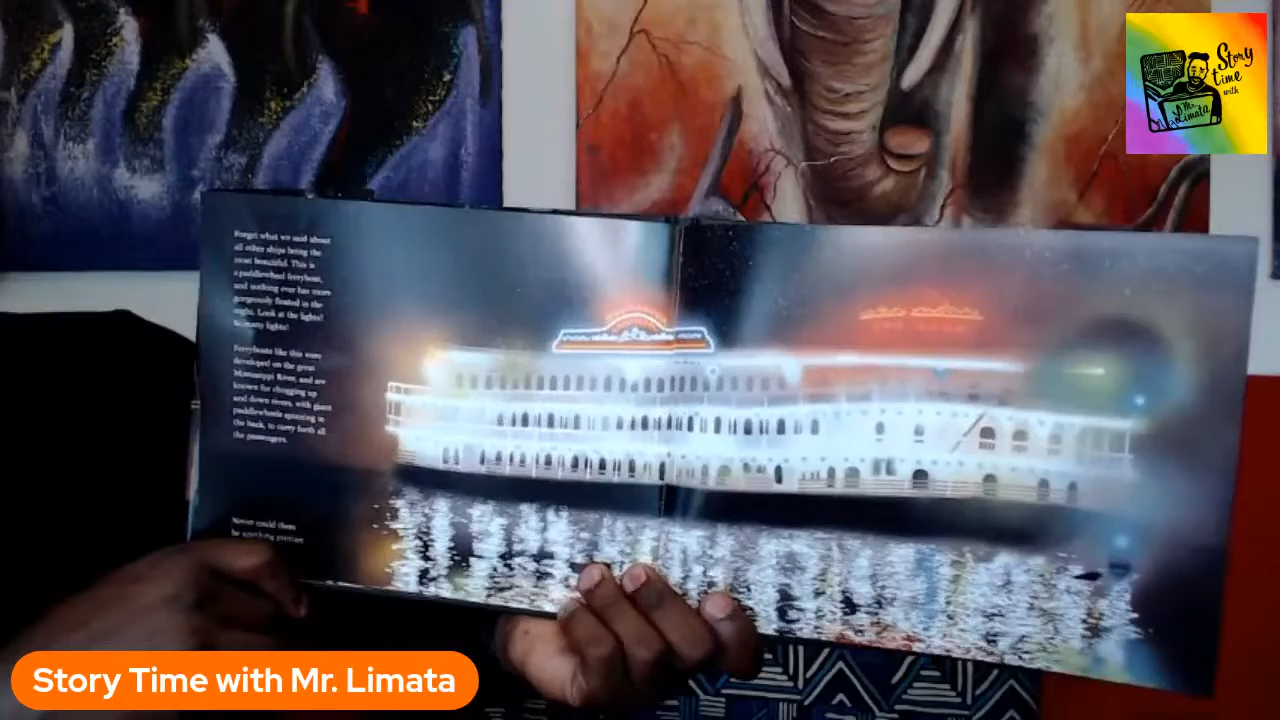 Story
time
with
Mr.
Limata
Forget what we said about
all other ships being the
most beautiful. This is
a paddlewheel ferryboat,
and nothing ever has more
gorgeously floated in the
night. Look at the lights!
So many lights!
Ferryboats like this were
developed on the great
Mississippi River, and are
known for chugging up
and down rivers, with giant
paddlewheels spinning in
the back, to carry forth all
the passengers.
Never could there
be anything prettier
Story Time with Mr. Limata